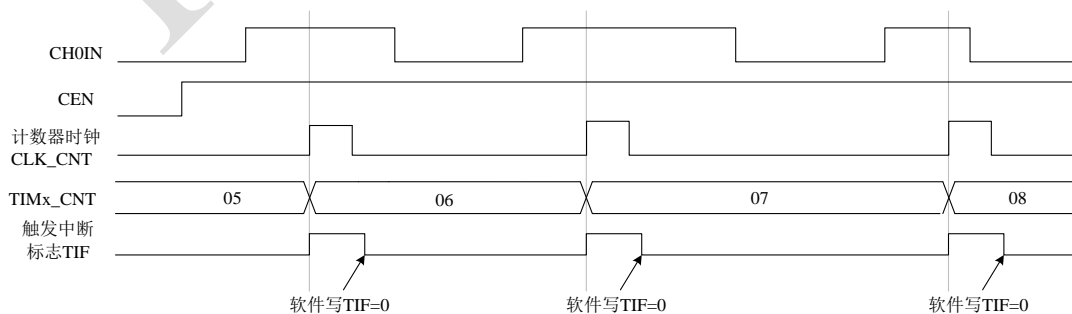 CH0IN
CEN
计数器时钟
CLK_CNT
TIMx_CNT
05
06
07
08
触发中断
标志TIF
软件写TIF=0
软件写TIF=0
软件写TIF=0